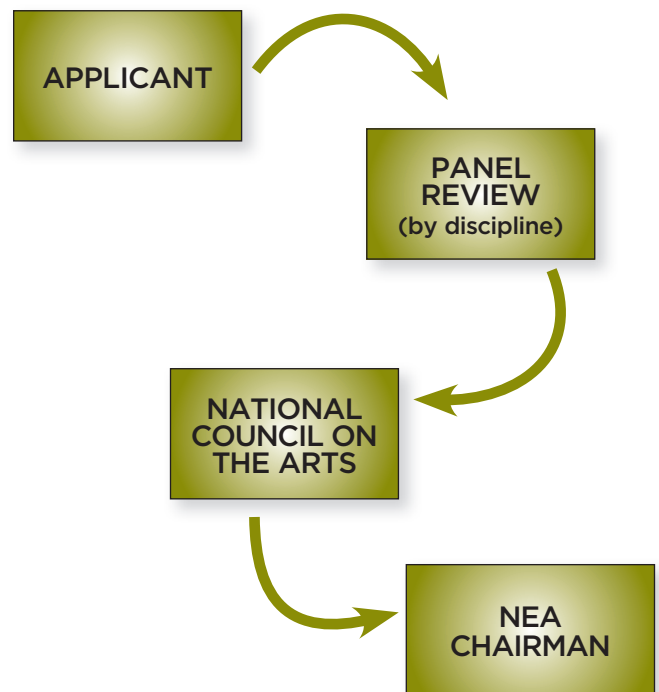 APPLICANT
PANEL
REVIEW
(by discipline)
NATIONAL
COUNCIL ON
THE ARTS
NEA
CHAIRMAN